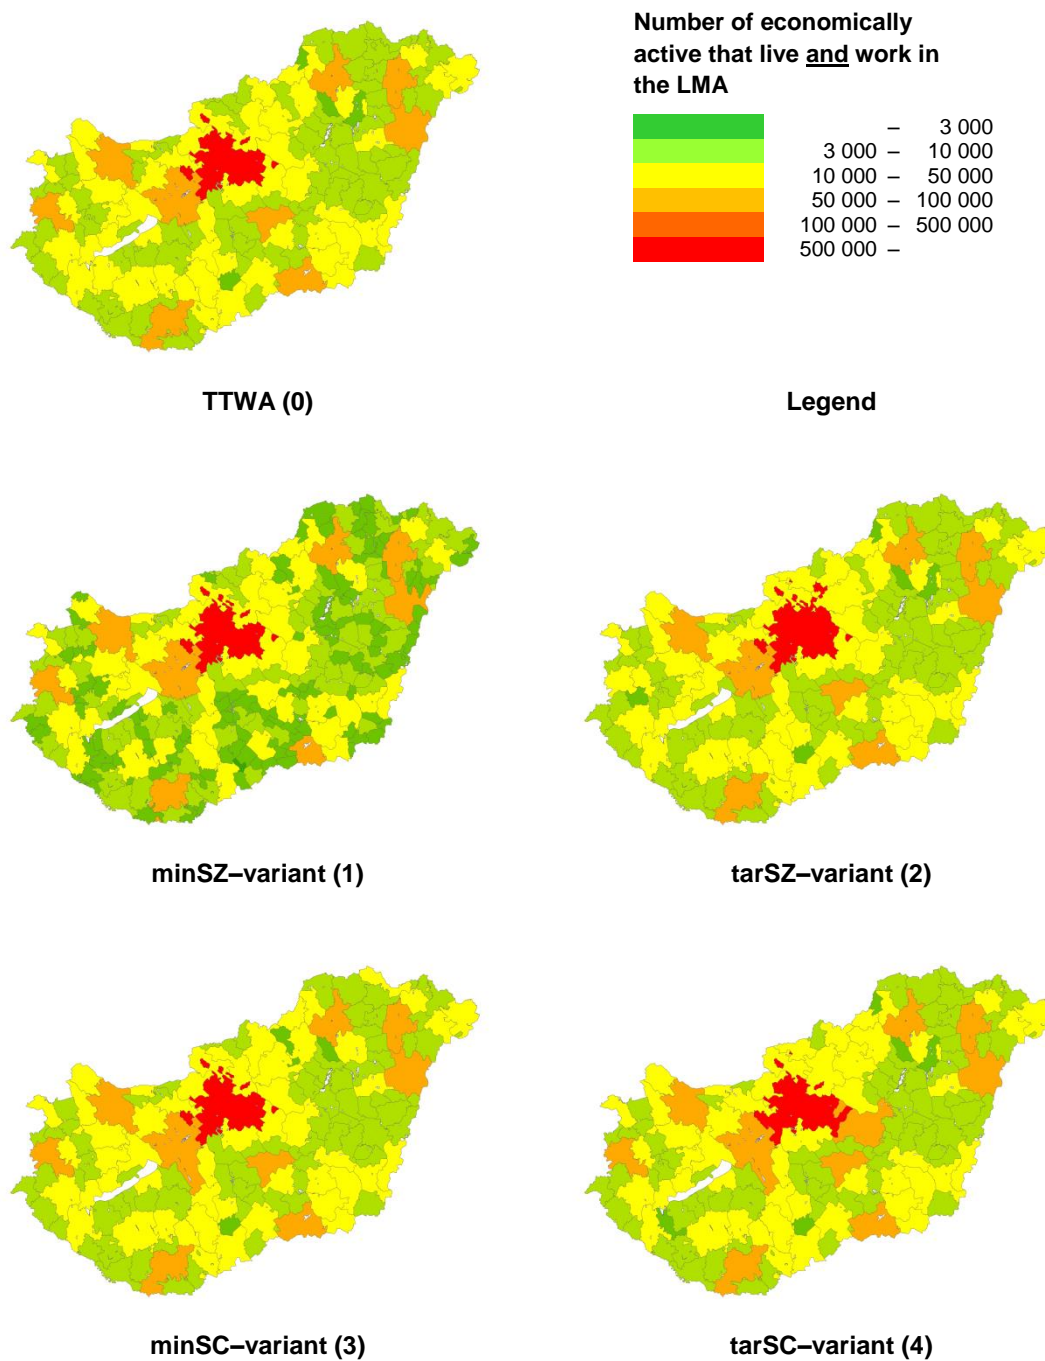 Number of economically
active that live and work in
the LMA
– 3 000
3 000 – 10 000
10 000 – 50 000
50 000 – 100 000
100 000 – 500 000
500 000 –
TTWA (0)
Legend
minSZ–variant (1)
tarSZ–variant (2)
minSC–variant (3)
tarSC–variant (4)